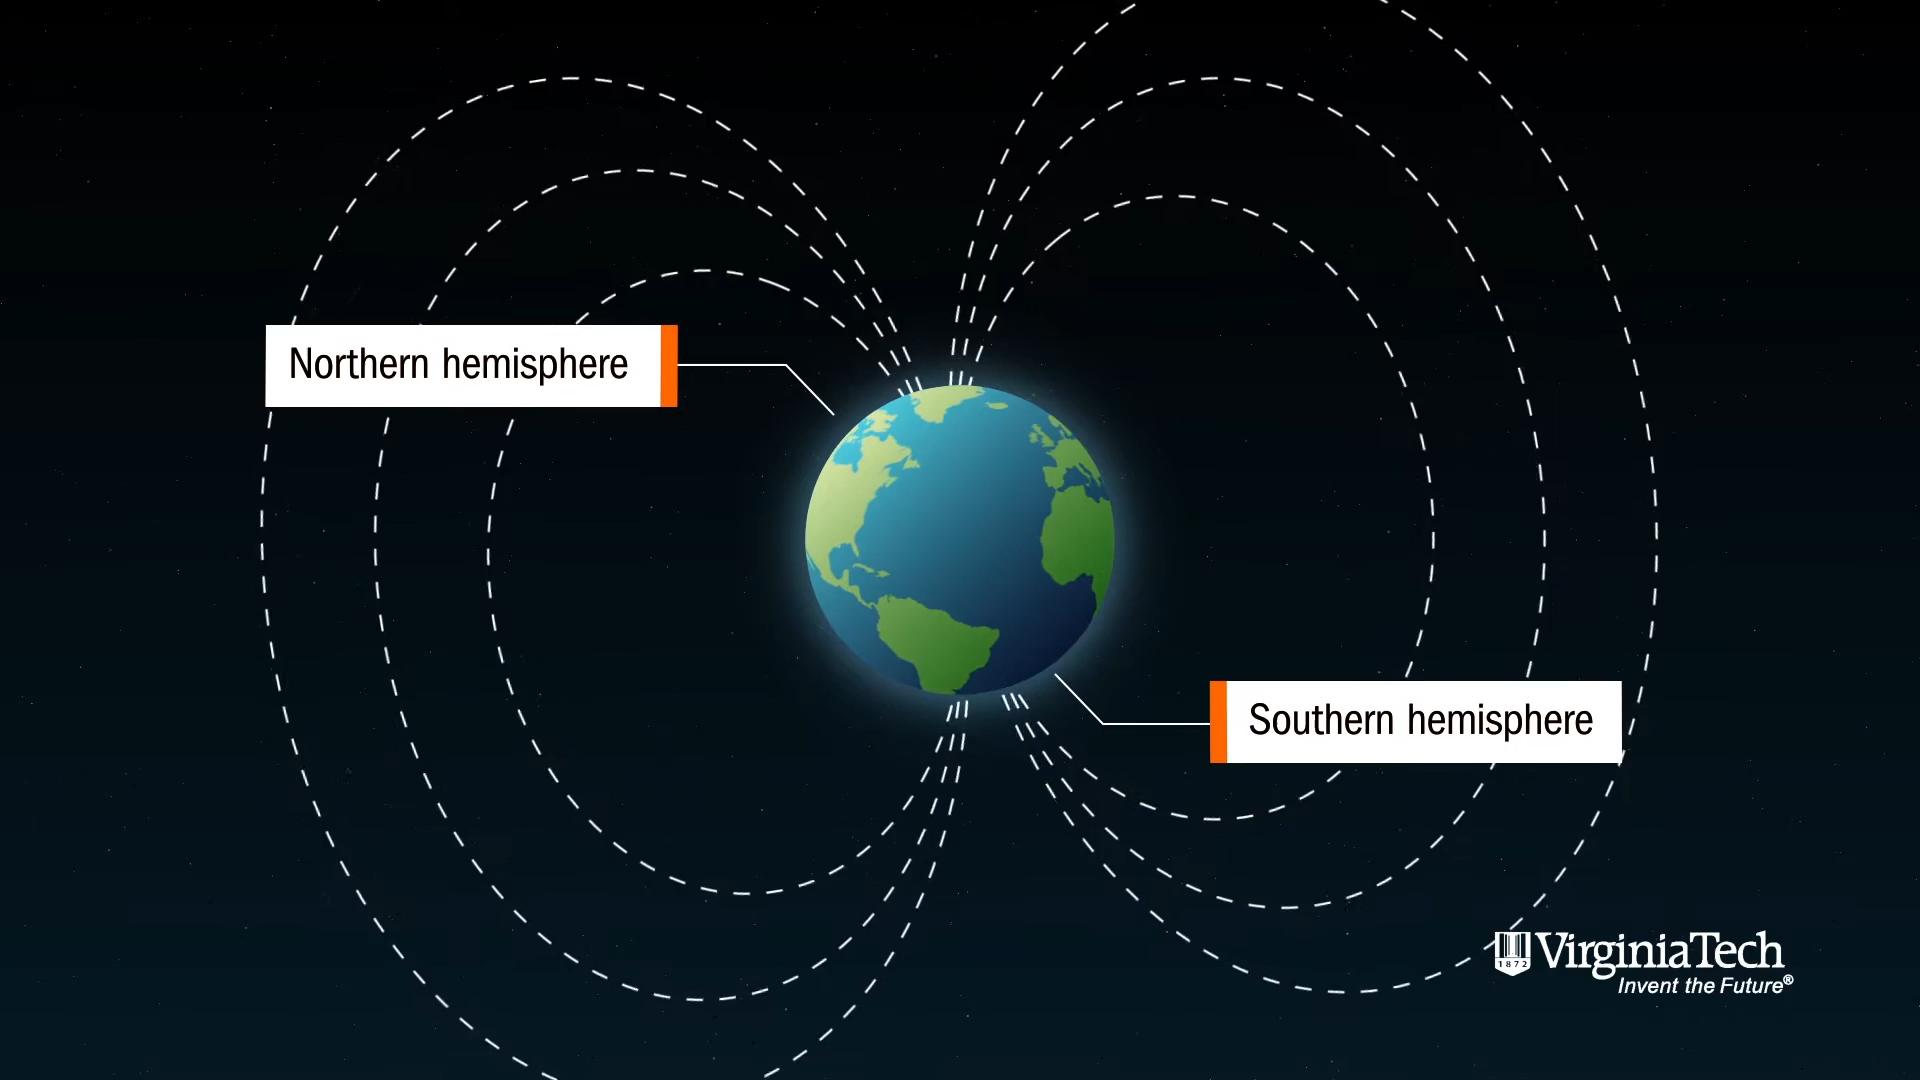 Northern hemisphere
Southern hemisphere
1872
VirginiaTech
Invent the Future®